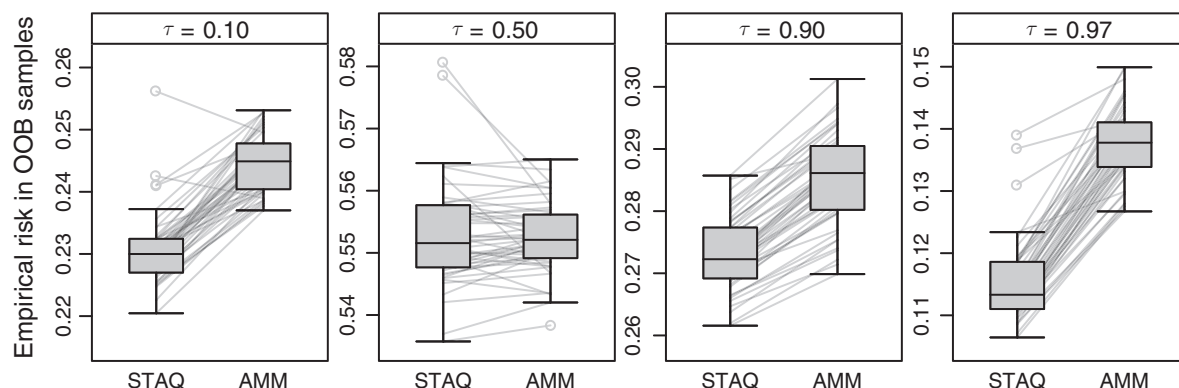 τ = 0.10
τ = 0.50
τ = 0.90
τ = 0.97
Empirical risk in OOB samples
0.26
0.25
0.24
0.23
0.22
0.58
0.57
0.56
0.55
0.54
0.30
0.29
0.28
0.27
0.26
0.15
0.14
0.13
0.12
0.11
STAQ AMM
STAQ AMM
STAQ AMM
STAQ AMM